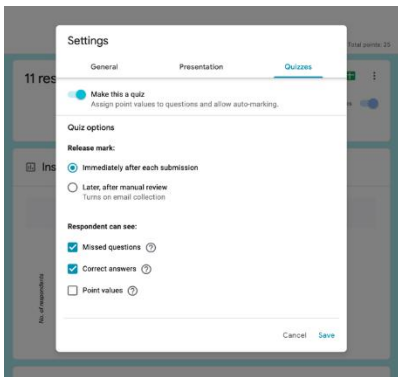 Settings
Total points: 25
General Presentation Quizzes
11 res
Make this a quiz
Assign point values to questions and allow auto-marking.
Quiz options
Release mark:
Immediately after each submission
Ins
Later, after manual review
Turns on email collection
Respondent can see:
Missed questions
Correct answers
Point values
No. of respondents
Cancel Save